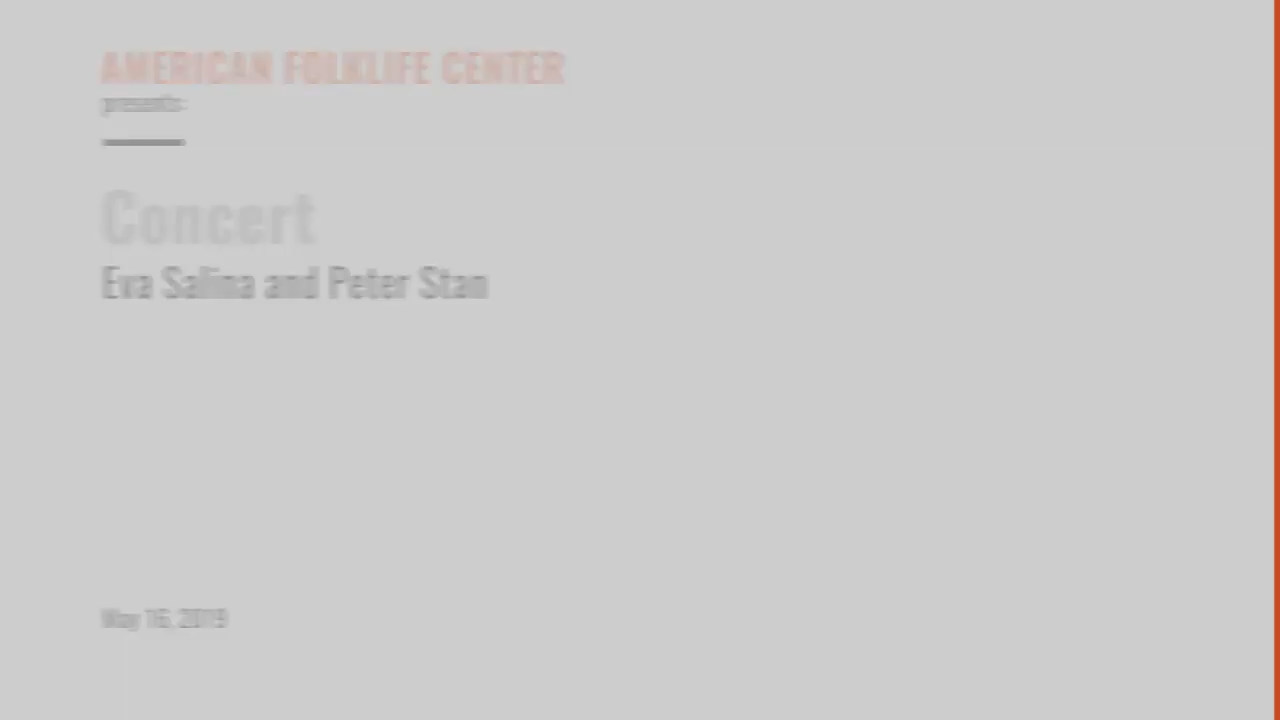 AMERICAN FOLKLIFE CENTER
presents
Concert
Eva Salina and Peter Stan
May 16, 2019